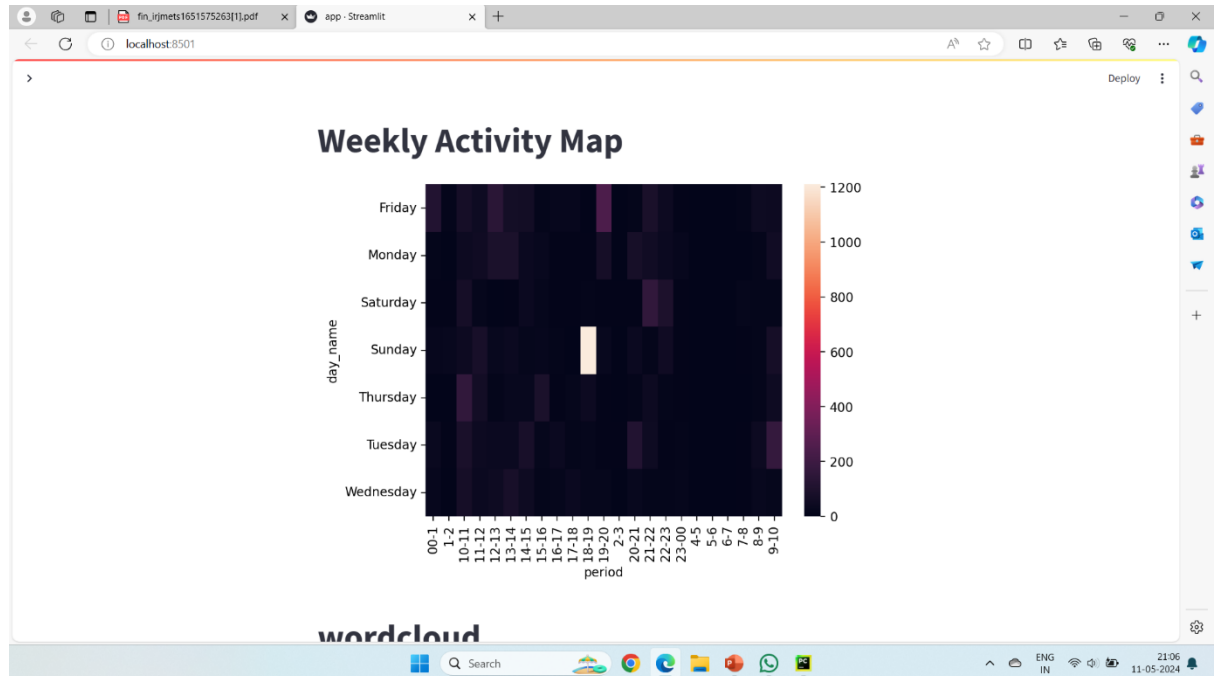 fin_irjmets1651575263[1].pdf
app · Streamlit
localhost:8501
Deploy
Weekly Activity Map
Friday
Monday
Saturday
Sunday
Thursday
Tuesday
Wednesday
day_name
00-1
1-2
10-11
11-12
12-13
13-14
14-15
15-16
16-17
17-18
18-19
19-20
2-3
20-21
21-22
22-23
23-00
4-5
5-6
6-7
7-8
8-9
9-10
period
1200
1000
800
600
400
200
0
wordcloud
Search
ENG
IN
21:06
11-05-2024